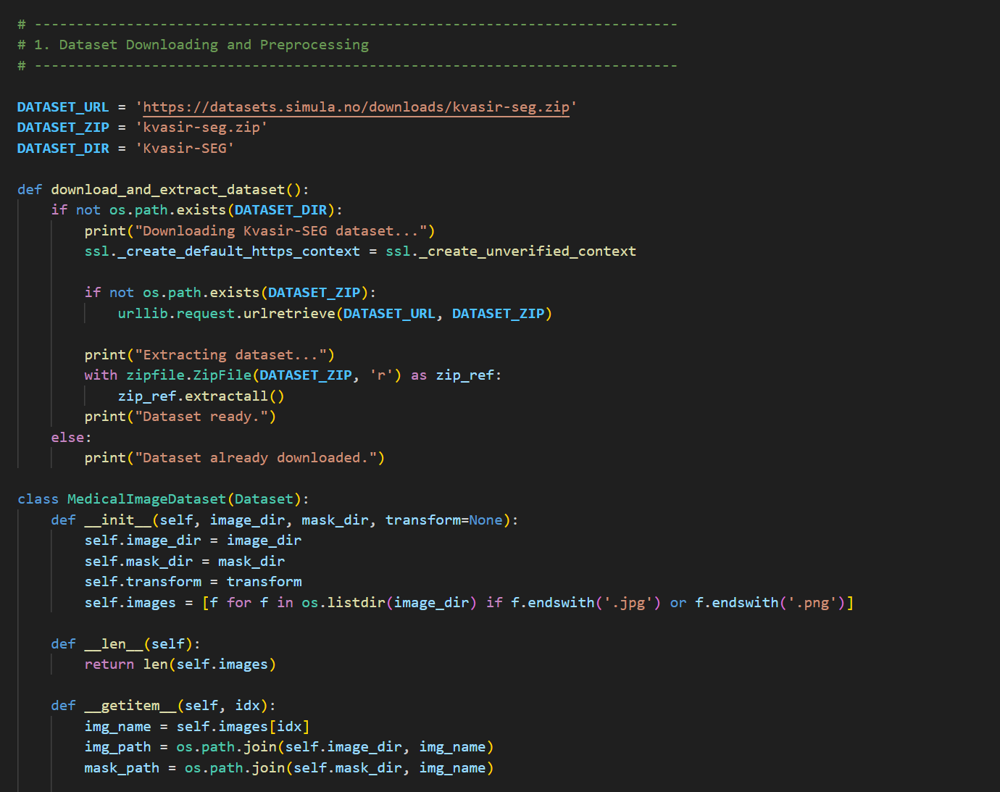 # -----------------------------------------------------------------------------
# 1. Dataset Downloading and Preprocessing
# -----------------------------------------------------------------------------

DATASET_URL = 'https://datasets.simula.no/downloads/kvasir-seg.zip'
DATASET_ZIP = 'kvasir-seg.zip'
DATASET_DIR = 'Kvasir-SEG'

def download_and_extract_dataset():
    if not os.path.exists(DATASET_DIR):
        print("Downloading Kvasir-SEG dataset...")
        ssl._create_default_https_context = ssl._create_unverified_context

        if not os.path.exists(DATASET_ZIP):
            urllib.request.urlretrieve(DATASET_URL, DATASET_ZIP)

        print("Extracting dataset...")
        with zipfile.ZipFile(DATASET_ZIP, 'r') as zip_ref:
            zip_ref.extractall()
        print("Dataset ready.")
    else:
        print("Dataset already downloaded.")

class MedicalImageDataset(Dataset):
    def __init__(self, image_dir, mask_dir, transform=None):
        self.image_dir = image_dir
        self.mask_dir = mask_dir
        self.transform = transform
        self.images = [f for f in os.listdir(image_dir) if f.endswith('.jpg') or f.endswith('.png')]

    def __len__(self):
        return len(self.images)

    def __getitem__(self, idx):
        img_name = self.images[idx]
        img_path = os.path.join(self.image_dir, img_name)
        mask_path = os.path.join(self.mask_dir, img_name)